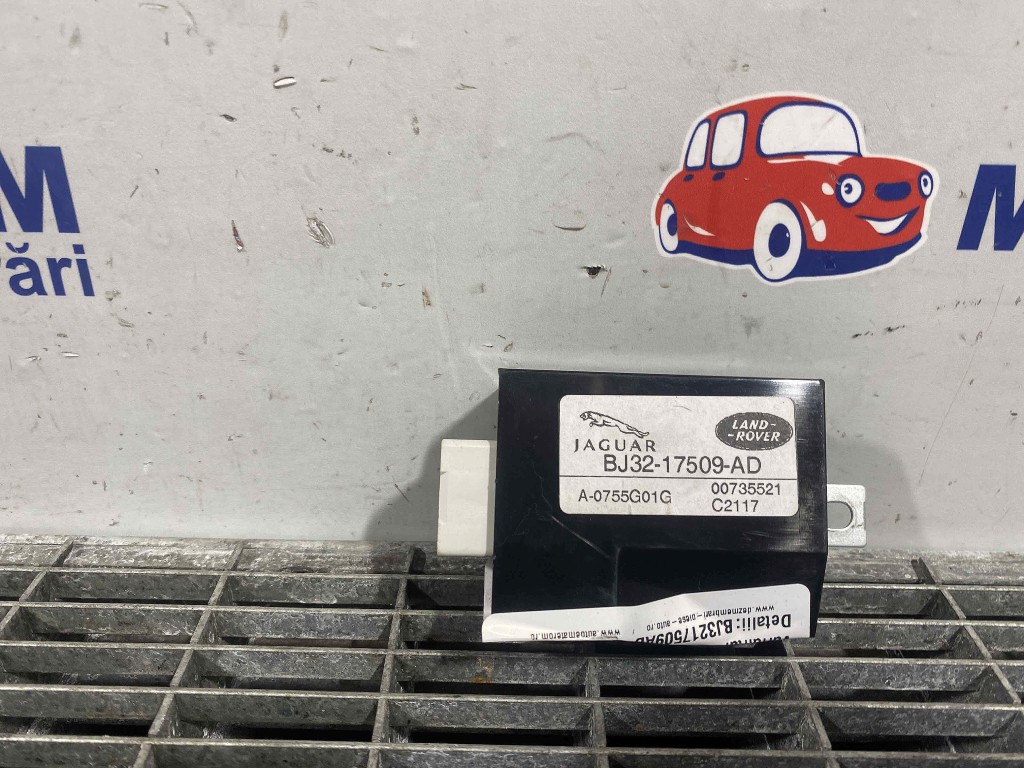 M
ări
M
JAGUAR
LAND-
-ROVER
BJ32-17509-AD
A-0755G01G
00735521
C2117
Detalii: BJ3217509AD
www.dezmembrari-piese-auto.ro
www.autoematerom.ro